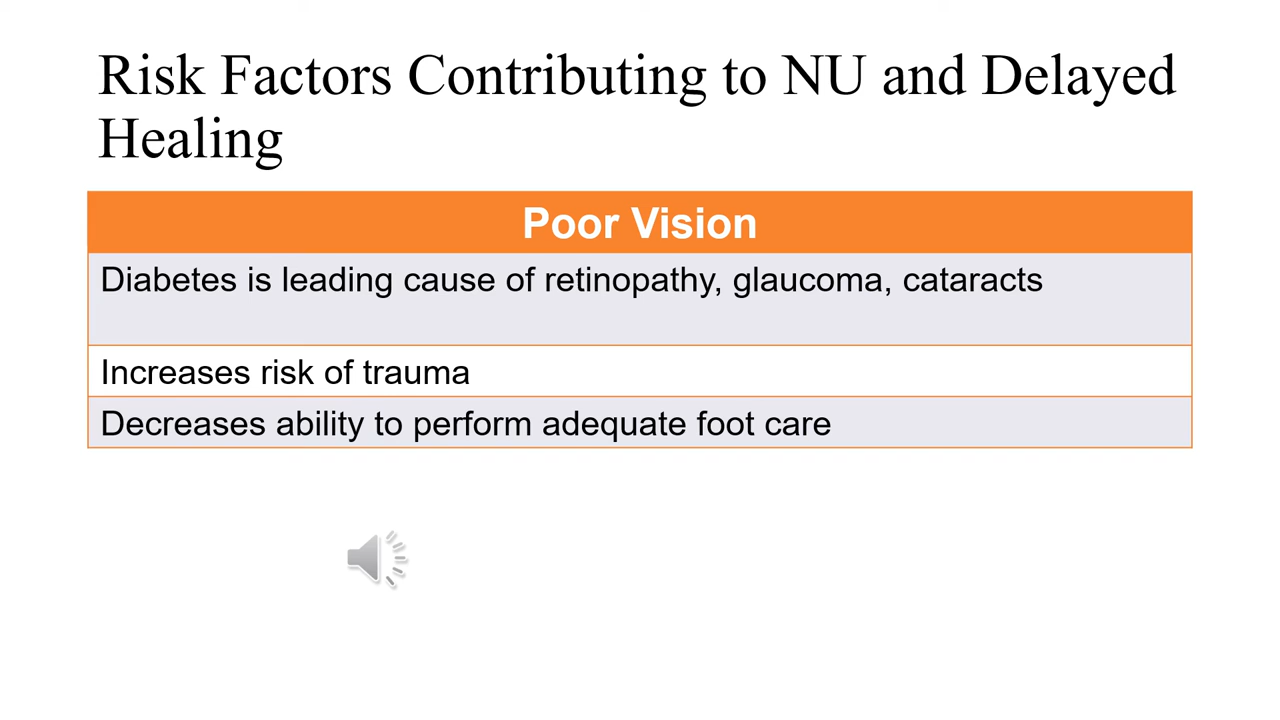 Risk Factors Contributing to NU and Delayed
Healing
Poor Vision
Diabetes is leading cause of retinopathy, glaucoma, cataracts
Increases risk of trauma
Decreases ability to perform adequate foot care